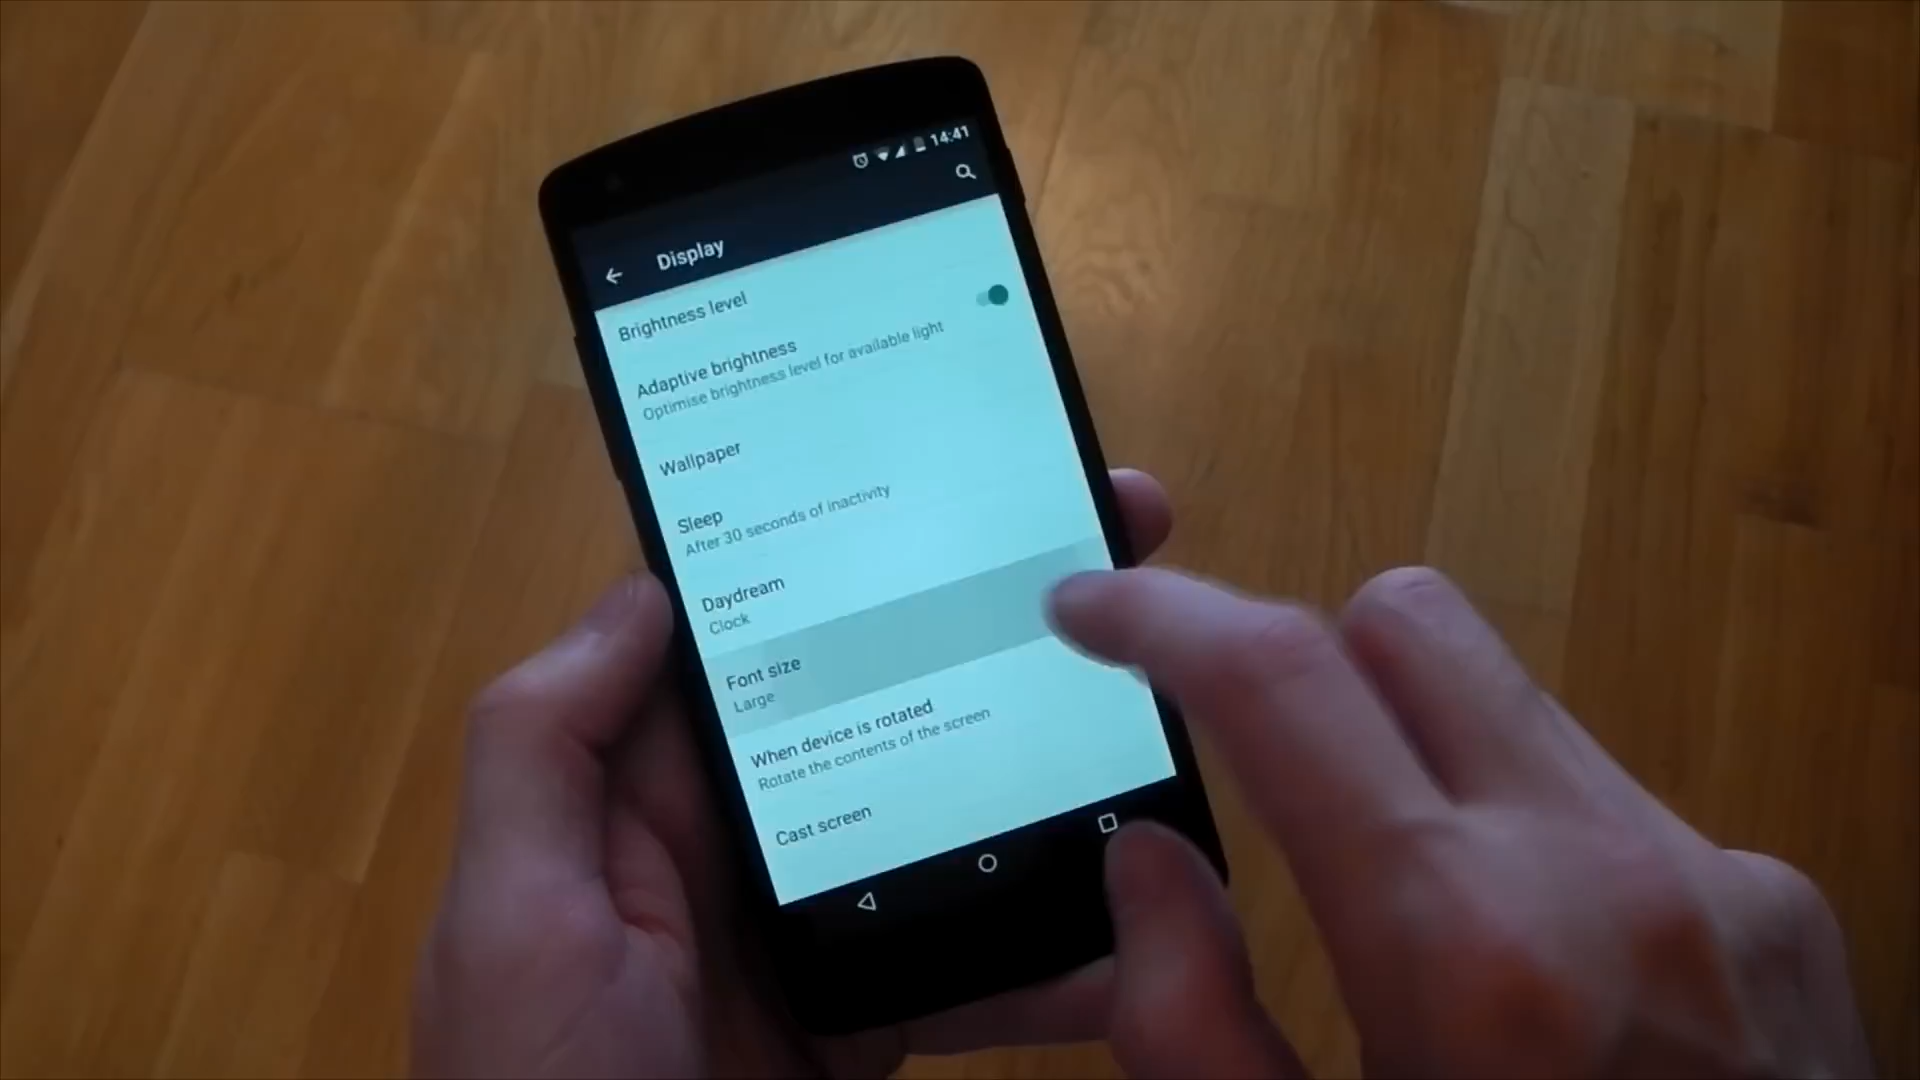 14:41
Display
Brightness level
Adaptive brightness
Optimise brightness level for available light
Wallpaper
Sleep
After 30 seconds of inactivity
Daydream
Clock
Font size
Large
When device is rotated
Rotate the contents of the screen
Cast screen